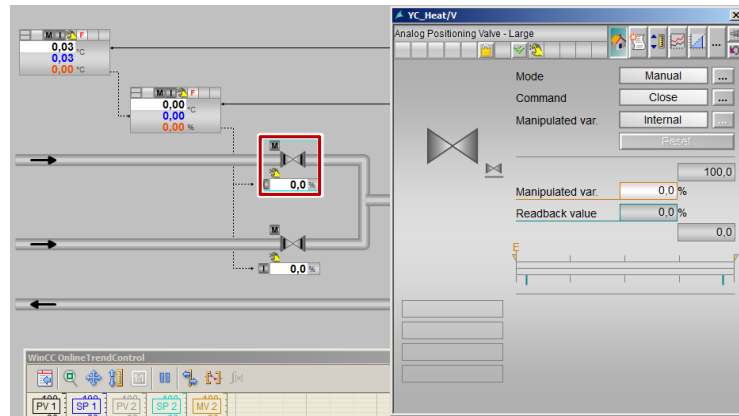 M I F
0,03 °C
0,03
0,00 °C
M I F
0,00 °C
0,00
0,00 %
M
0,0 %
M
I 0,0 %
WinCC OnlineTrendControl
1:1
f(x)
PV 1 SP 1 PV 2 SP 2 MV 2
YC_Heat/V
Analog Positioning Valve - Large
...
Mode Manual ...
Command Close ...
Manipulated var. Internal ...
Reset
100,0
Manipulated var. 0,0 %
Readback value 0,0 %
0,0
E